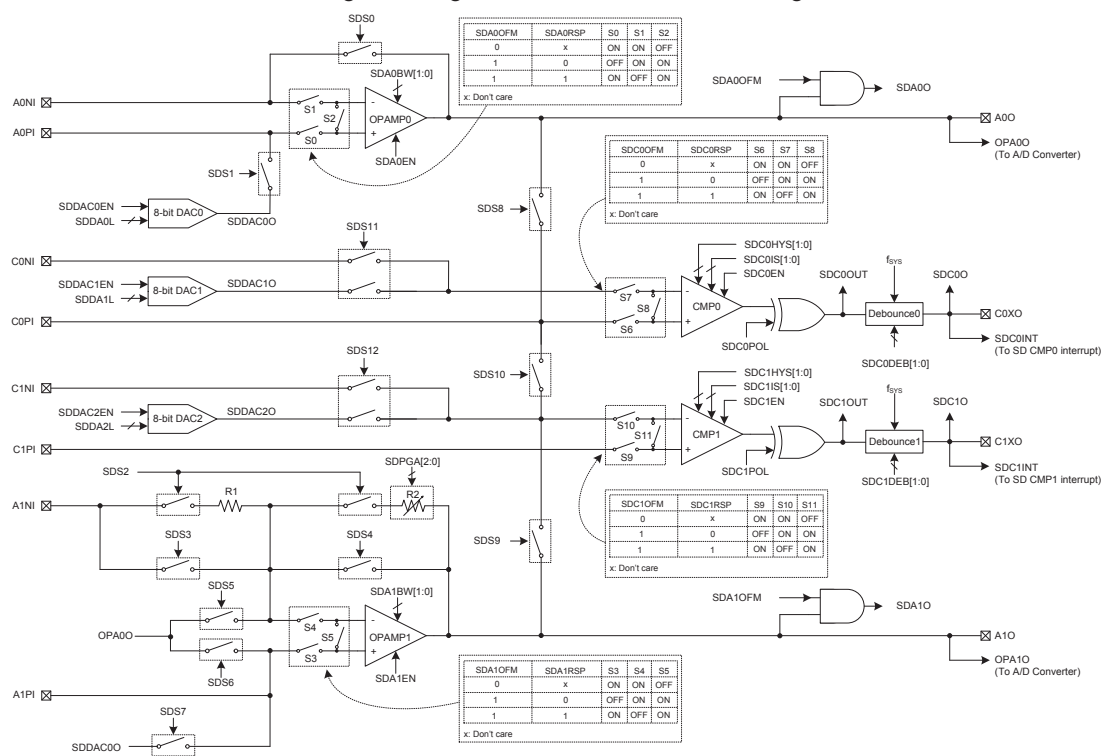 SDS0
SDA0OFM SDA0RSP S0 S1 S2
0 x ON ON OFF
1 0 OFF ON ON
1 1 ON OFF ON
x: Don't care
SDA0BW[1:0]
SDA0OFM
SDA0O
A0NI
S1
S2
-
OPAMP0
A0O
A0PI
S0
+
OPA0O
(To A/D Converter)
SDA0EN
SDC0OFM SDC0RSP S6 S7 S8
0 x ON ON OFF
1 0 OFF ON ON
1 1 ON OFF ON
x: Don't care
SDS1
SDDAC0EN
SDDA0L
8-bit DAC0
SDDAC0O
SDS8
SDS11
C0NI
SDC0HYS[1:0]
SDC0IS[1:0]
SDC0EN
SDC0OUT
fSYS
SDC0O
SDDAC1EN
SDDA1L
8-bit DAC1
SDDAC1O
S7
S8
-
CMP0
Debounce0
C0XO
C0PI
S6
+
SDC0POL
SDC0INT
(To SD CMP0 interrupt)
SDC0DEB[1:0]
SDS12
SDS10
C1NI
SDC1HYS[1:0]
SDC1IS[1:0]
SDC1EN
SDC1OUT
fSYS
SDC1O
SDDAC2EN
SDDA2L
8-bit DAC2
SDDAC2O
S10
S11
-
CMP1
Debounce1
C1XO
C1PI
S9
+
SDC1POL
SDC1INT
(To SD CMP1 interrupt)
SDC1DEB[1:0]
SDS2
SDPGA[2:0]
A1NI
R1
R2
SDC1OFM SDC1RSP S9 S10 S11
0 x ON ON OFF
1 0 OFF ON ON
1 1 ON OFF ON
x: Don't care
SDS3
SDS4
SDS9
SDS5
SDA1BW[1:0]
SDA1OFM
SDA1O
OPA0O
S4
S5
-
OPAMP1
A1O
S3
+
SDS6
SDA1EN
OPA1O
(To A/D Converter)
SDA1OFM SDA1RSP S3 S4 S5
0 x ON ON OFF
1 0 OFF ON ON
1 1 ON OFF ON
x: Don't care
A1PI
SDS7
SDDAC0O